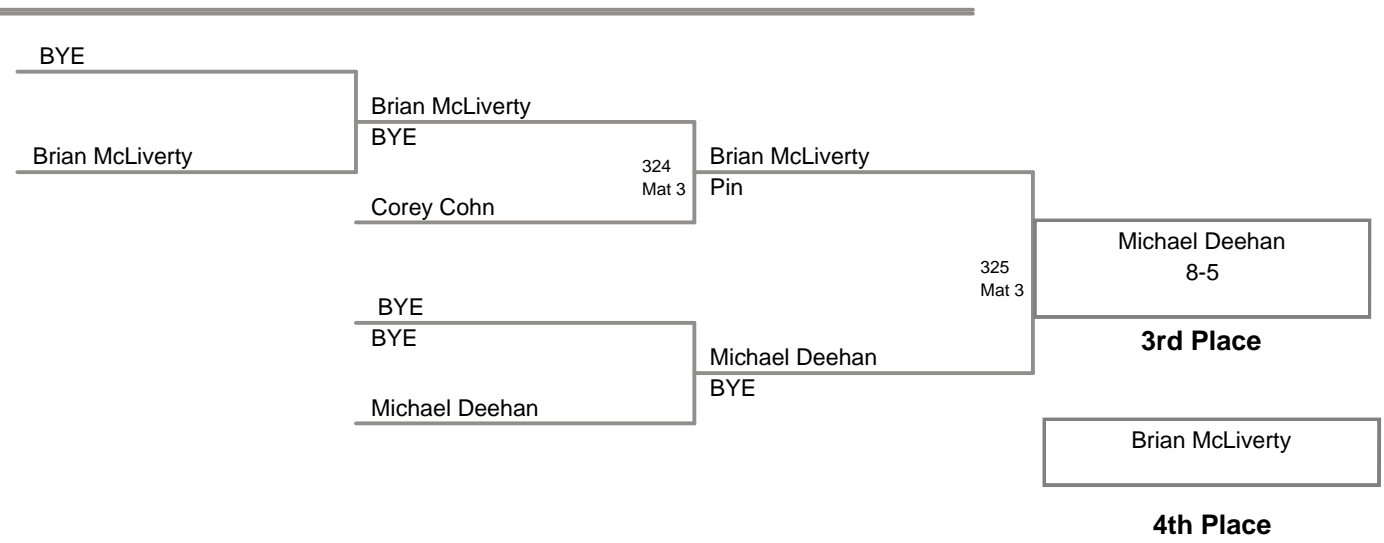 BYE
Brian McLiverty
Brian McLiverty
BYE
Corey Cohn
324
Mat 3
Brian McLiverty
Pin
BYE
BYE
Michael Deehan
Michael Deehan
BYE
325
Mat 3
Michael Deehan
8-5
3rd Place
Brian McLiverty
4th Place